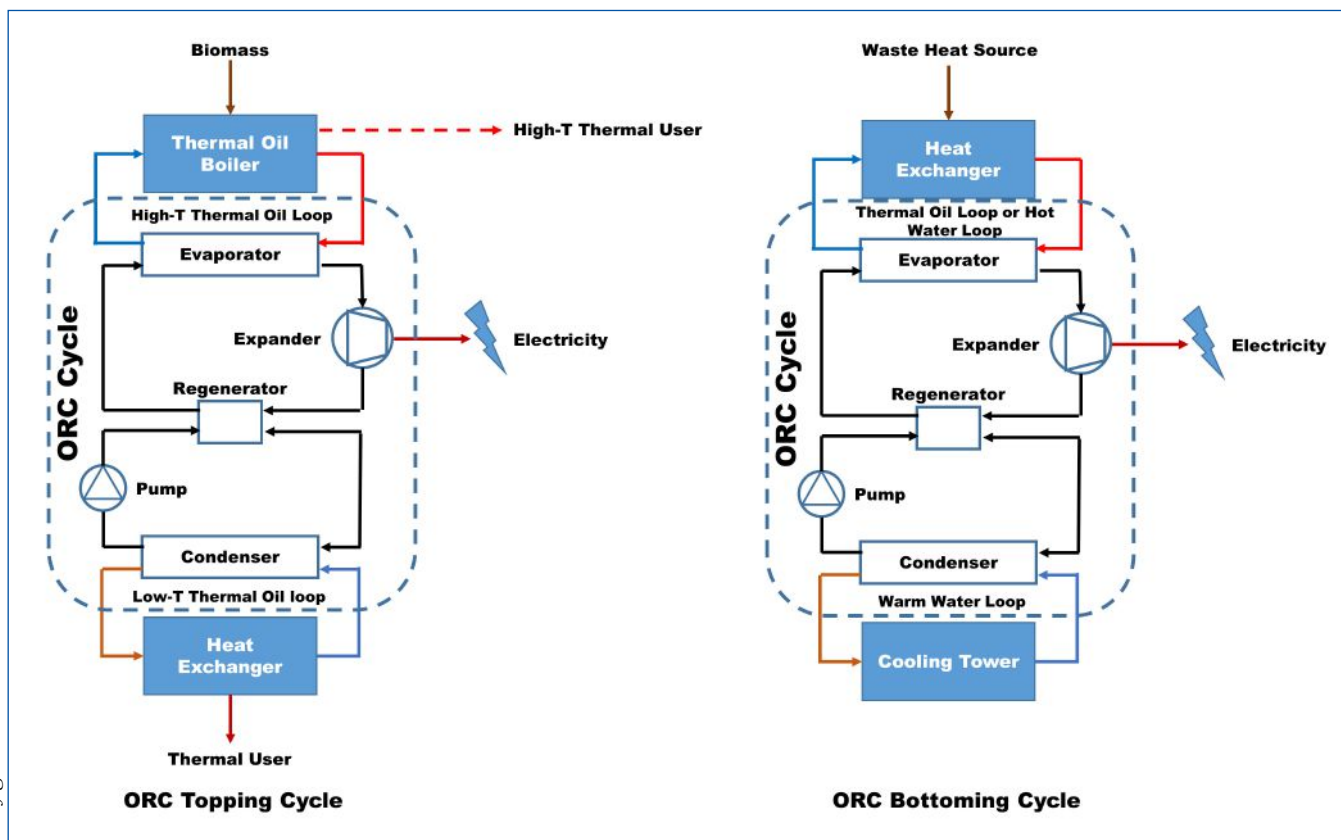 Biomass
Thermal Oil
Boiler
High-T Thermal User
High-T Thermal Oil Loop
Evaporator
ORC Cycle
Expander
Electricity
Regenerator
Pump
Condenser
Low-T Thermal Oil loop
Heat
Exchanger
Thermal User
ORC Topping Cycle
Waste Heat Source
Heat
Exchanger
Thermal Oil Loop or Hot
Water Loop
Evaporator
ORC Cycle
Expander
Electricity
Regenerator
Pump
Condenser
Warm Water Loop
Cooling Tower
ORC Bottoming Cycle